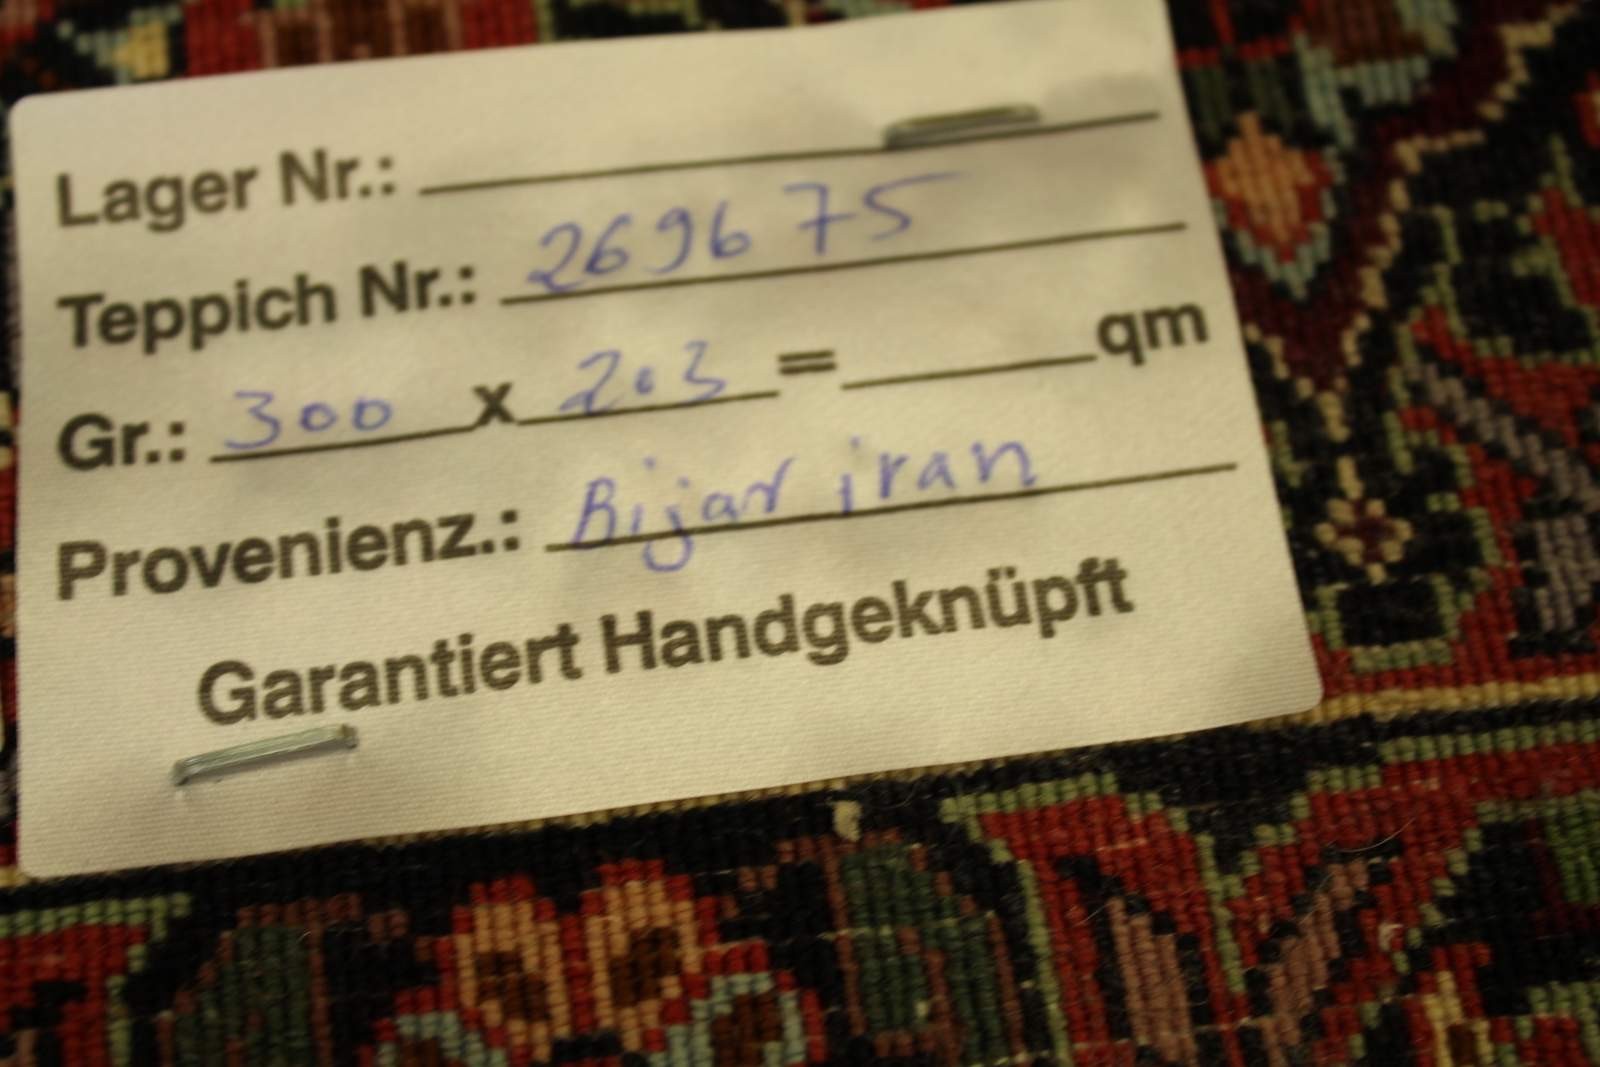 Lager Nr.:
Teppich Nr.: 269675
Gr.: 300 x 203 = qm
Provenienz.: Bijar iran
Garantiert Handgeknüpft